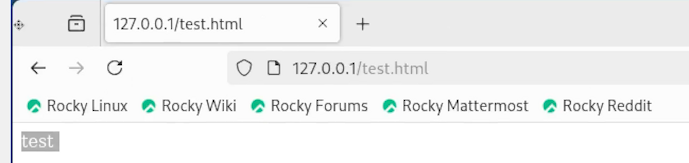 127.0.0.1/test.html
127.0.0.1/test.html
Rocky Linux Rocky Wiki Rocky Forums Rocky Mattermost Rocky Reddit
test